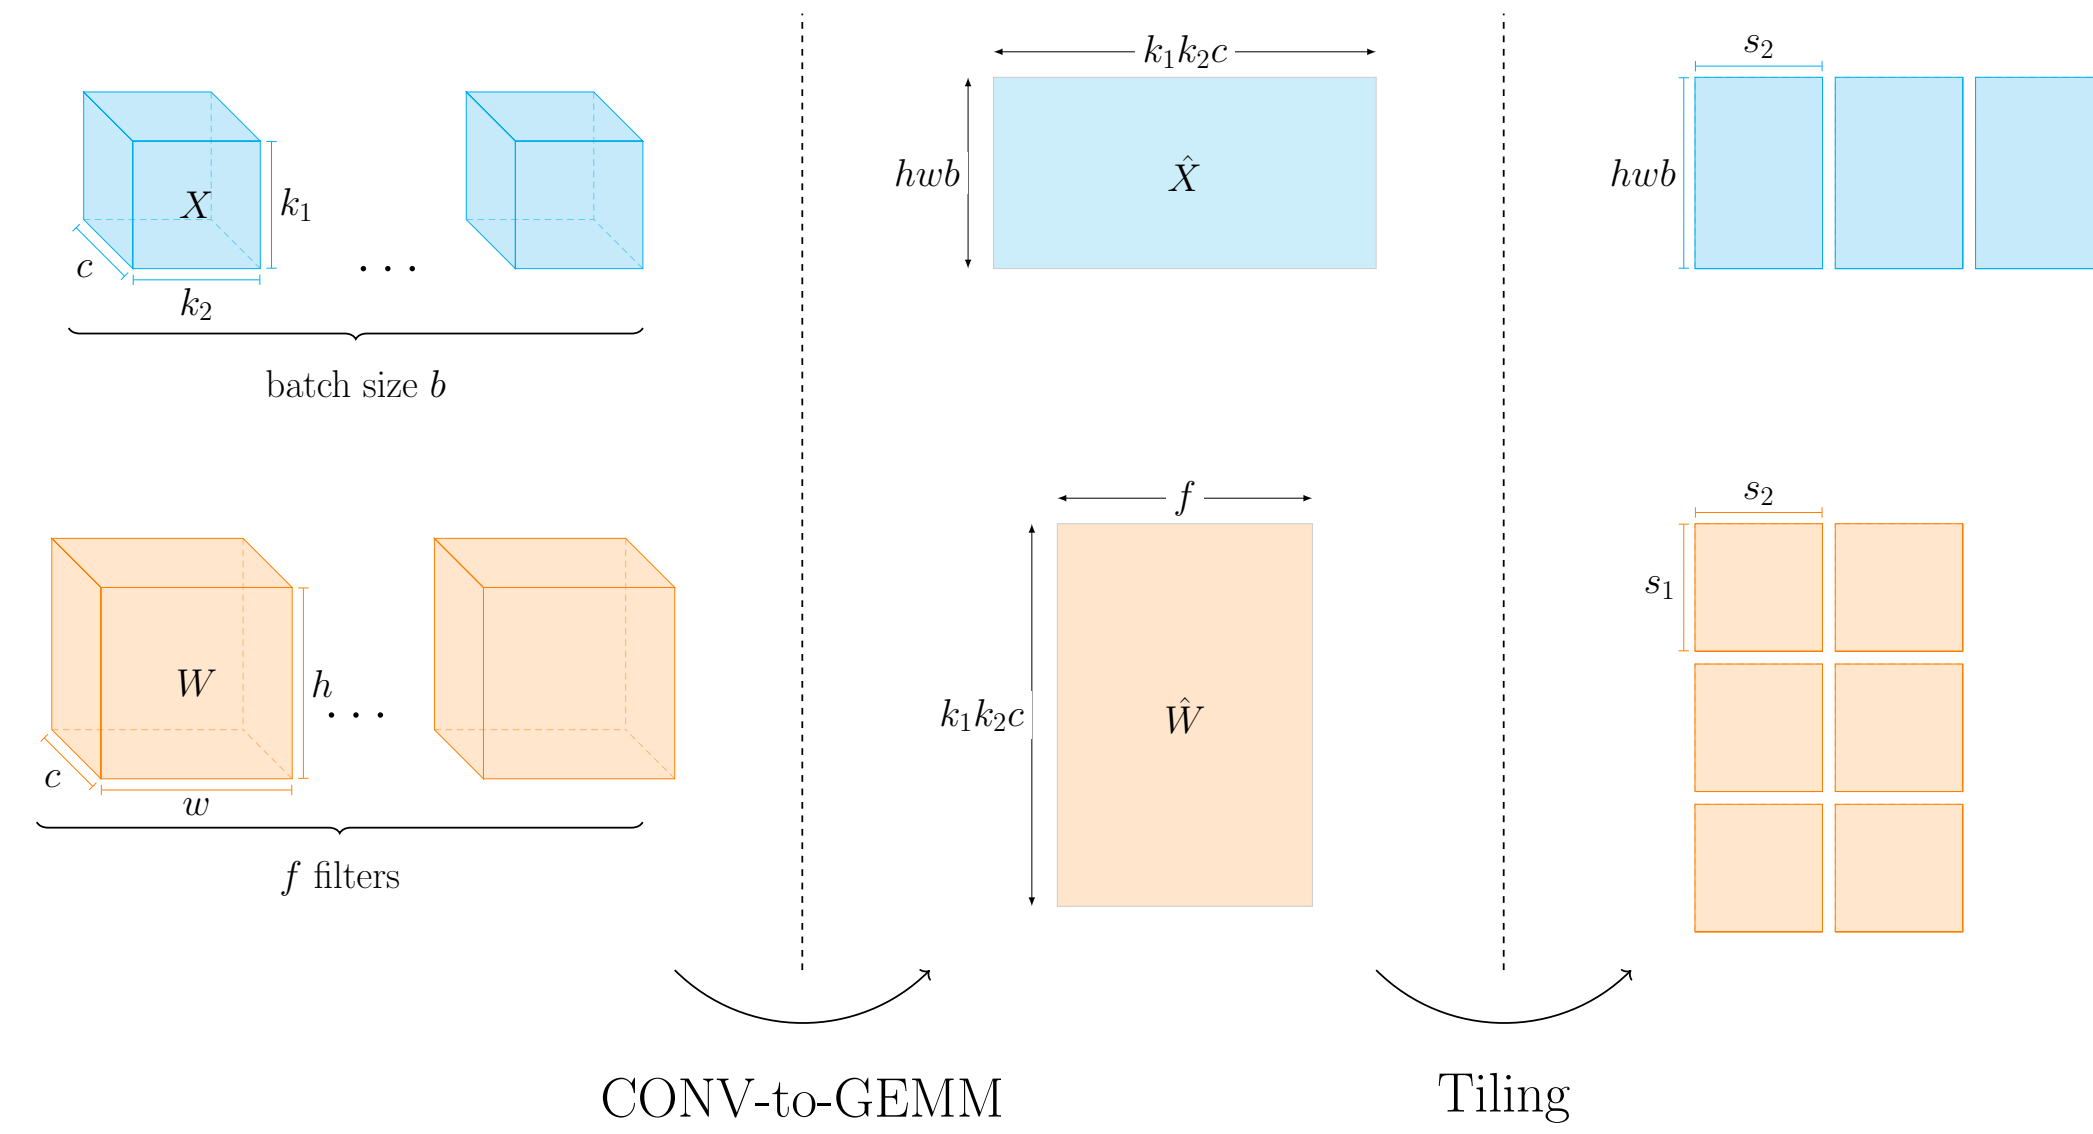 X
k₁
c
k₂
. . .
batch size b
W
h
. . .
c
w
f filters
k₁k₂c
hwb
X̂
f
k₁k₂c
Ŵ
s₂
hwb
s₂
s₁
CONV-to-GEMM
Tiling